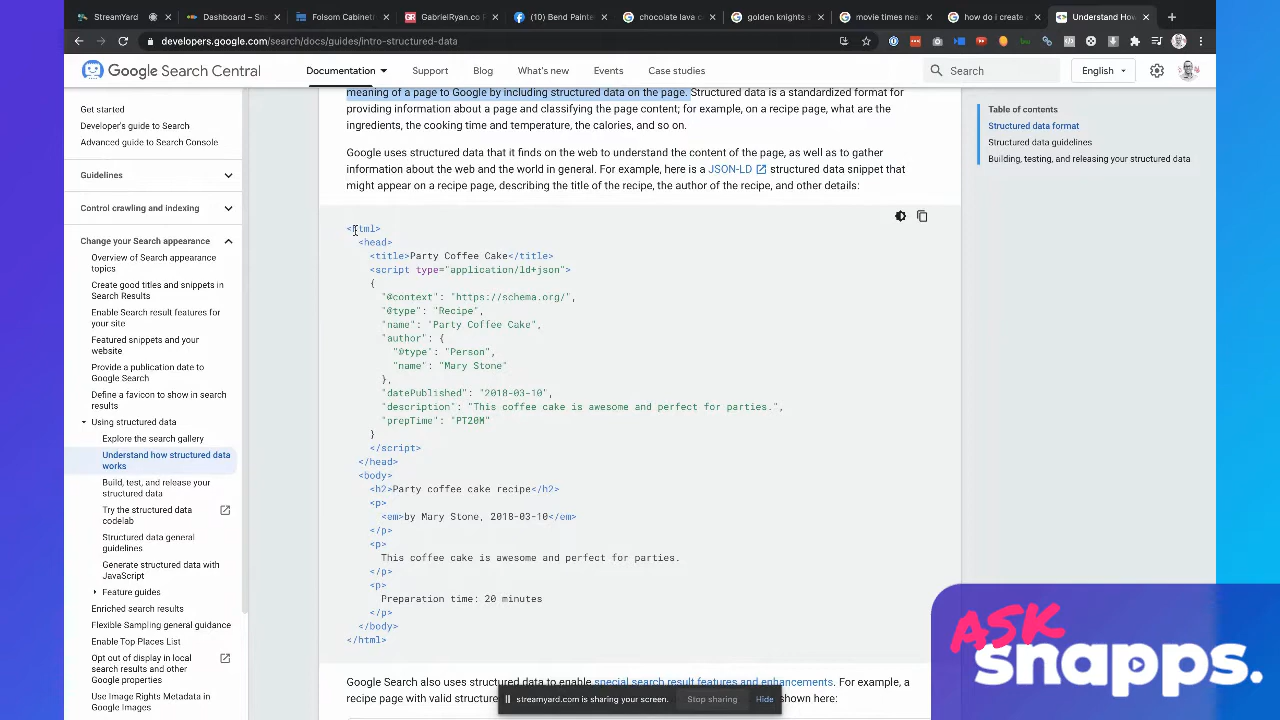 StreamYard
Dashboard – Sn
Folsom Cabineti
GabrielRyan.co
(10) Bend Painte
chocolate lava c
golden knights s
movie times nea
how do i create
Understand How
developers.google.com/search/docs/guides/intro-structured-data
Google Search Central
Documentation
Support
Blog
What's new
Events
Case studies
Search
English
Get started
Developer's guide to Search
Advanced guide to Search Console
Guidelines
Control crawling and indexing
Change your Search appearance
Overview of Search appearance
topics
Create good titles and snippets in
Search Results
Enable Search result features for
your site
Featured snippets and your
website
Provide a publication date to
Google Search
Define a favicon to show in search
results
Using structured data
Explore the search gallery
Understand how structured data
works
Build, test, and release your
structured data
Try the structured data
codelab
Structured data general
guidelines
Generate structured data with
JavaScript
Feature guides
Enriched search results
Flexible Sampling general guidance
Enable Top Places List
Opt out of display in local
search results and other
Google properties
Use Image Rights Metadata in
Google Images
meaning of a page to Google by including structured data on the page. Structured data is a standardized format for
providing information about a page and classifying the page content; for example, on a recipe page, what are the
ingredients, the cooking time and temperature, the calories, and so on.
Google uses structured data that it finds on the web to understand the content of the page, as well as to gather
information about the web and the world in general. For example, here is a JSON-LD structured data snippet that
might appear on a recipe page, describing the title of the recipe, the author of the recipe, and other details:
<html>
<head>
<title>Party Coffee Cake</title>
<script type="application/ld+json">
{
"@context": "https://schema.org/",
"@type": "Recipe",
"name": "Party Coffee Cake",
"author": {
"@type": "Person",
"name": "Mary Stone"
},
"datePublished": "2018-03-10",
"description": "This coffee cake is awesome and perfect for parties.",
"prepTime": "PT20M"
}
</script>
</head>
<body>
<h2>Party coffee cake recipe</h2>
<p>
<em>by Mary Stone, 2018-03-10</em>
</p>
<p>
This coffee cake is awesome and perfect for parties.
</p>
<p>
Preparation time: 20 minutes
</p>
</body>
</html>
Google Search also uses structured data to enable special search result features and enhancements. For example, a
recipe page with valid structure
shown here:
Table of contents
Structured data format
Structured data guidelines
Building, testing, and releasing your structured data
streamyard.com is sharing your screen.
Stop sharing
Hide
ASK
snapps.